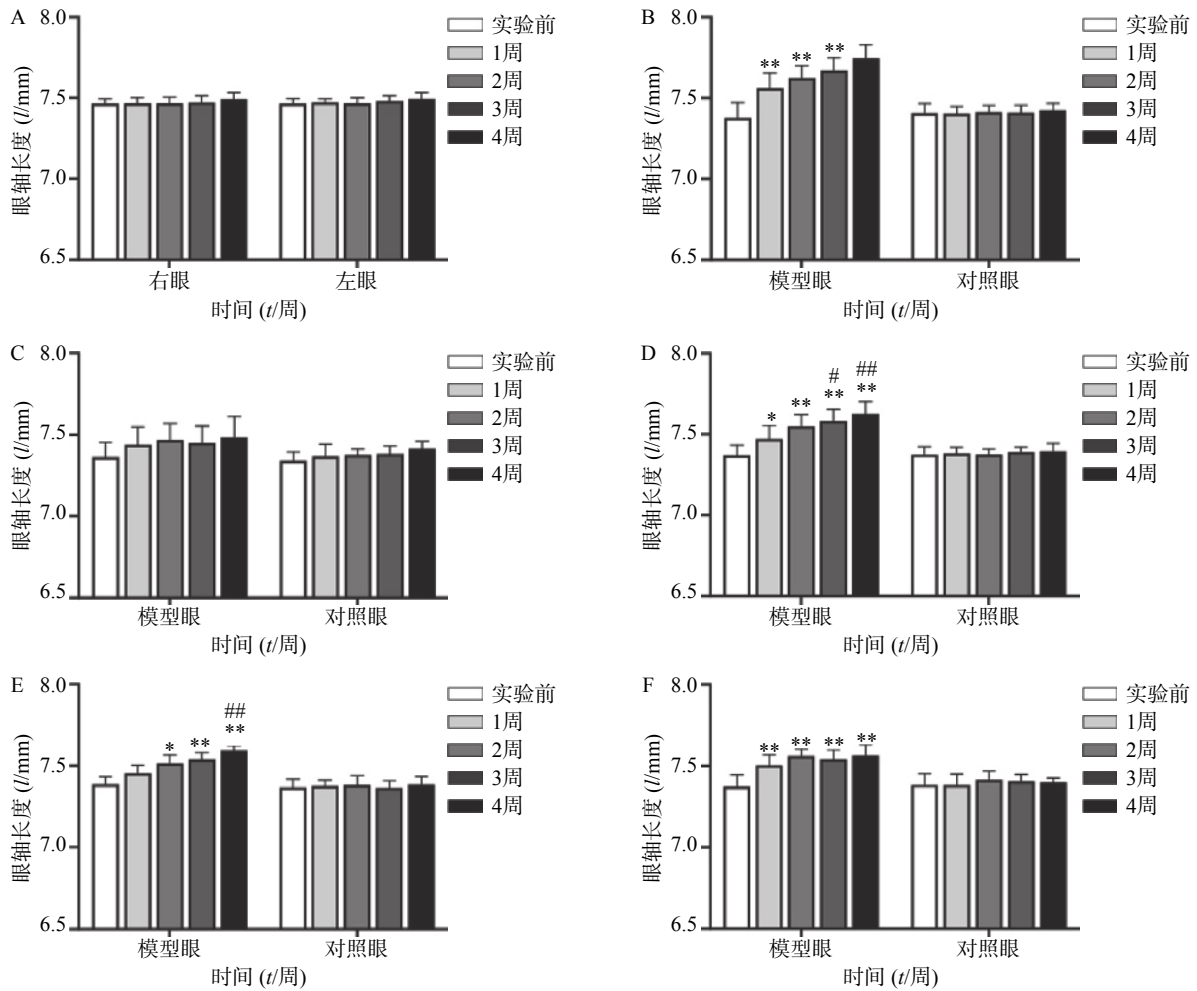 A
8.0
7.5
7.0
6.5
眼轴长度 (l/mm)
右眼
左眼
时间 (t/周)
实验前
1周
2周
3周
4周
B
8.0
7.5
7.0
6.5
眼轴长度 (l/mm)
** ** **
模型眼
对照眼
时间 (t/周)
实验前
1周
2周
3周
4周
C
8.0
7.5
7.0
6.5
眼轴长度 (l/mm)
模型眼
对照眼
时间 (t/周)
实验前
1周
2周
3周
4周
D
8.0
7.5
7.0
6.5
眼轴长度 (l/mm)
# ##
* ** ** **
模型眼
对照眼
时间 (t/周)
实验前
1周
2周
3周
4周
E
8.0
7.5
7.0
6.5
眼轴长度 (l/mm)
##
* ** **
模型眼
对照眼
时间 (t/周)
实验前
1周
2周
3周
4周
F
8.0
7.5
7.0
6.5
眼轴长度 (l/mm)
** ** ** **
模型眼
对照眼
时间 (t/周)
实验前
1周
2周
3周
4周